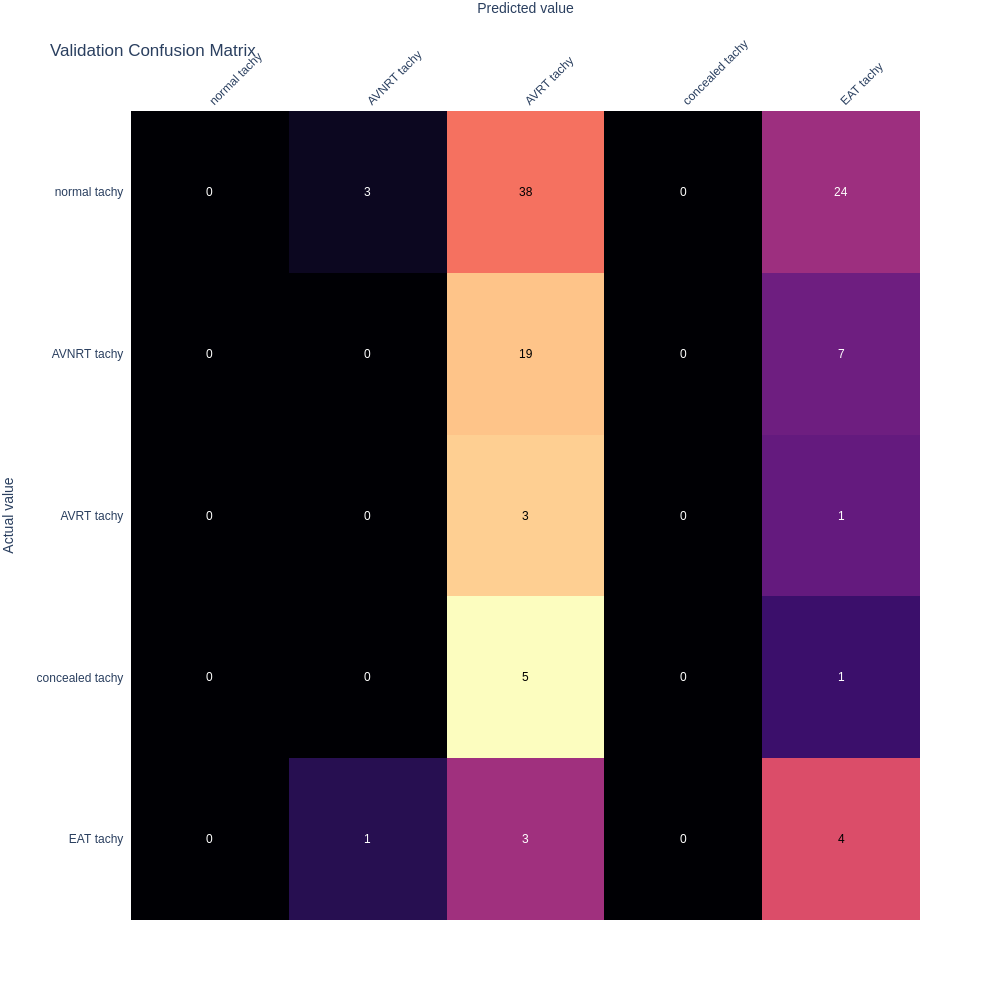 Predicted value
Validation Confusion Matrix
normal tachy AVNRT tachy AVRT tachy concealed tachy EAT tachy
normal tachy 0 3 38 0 24
AVNRT tachy 0 0 19 0 7
AVRT tachy 0 0 3 0 1
Actual value
concealed tachy 0 0 5 0 1
EAT tachy 0 1 3 0 4